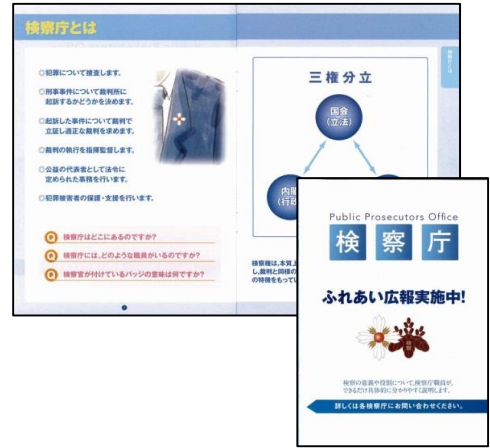 検察庁とは
○犯罪について捜査します。
○刑事事件について裁判所に
起訴するかどうかを決めます。
○起訴した事件について裁判で
立証し適正な裁判を求めます。
○裁判の執行を指揮監督します。
○公益の代表者として法令に
定められた事務を行います。
○犯罪被害者の保護・支援を行います。
Q 検察庁はどこにあるのですか?
Q 検察庁には、どのような職員がいるのですか?
Q 検察官が付けているバッジの意味は何ですか?
検察庁とは
三権分立
国会
(立法)
内閣
(行政
検察権は、本質上
し、裁判と同様の
の特徴をもってい
Public Prosecutors Office
検察庁
ふれあい広報実施中!
検察の意義や役割について、検察庁職員が、
できるだけ具体的に分かりやすく説明します。
詳しくは各検察庁にお問い合わせください。